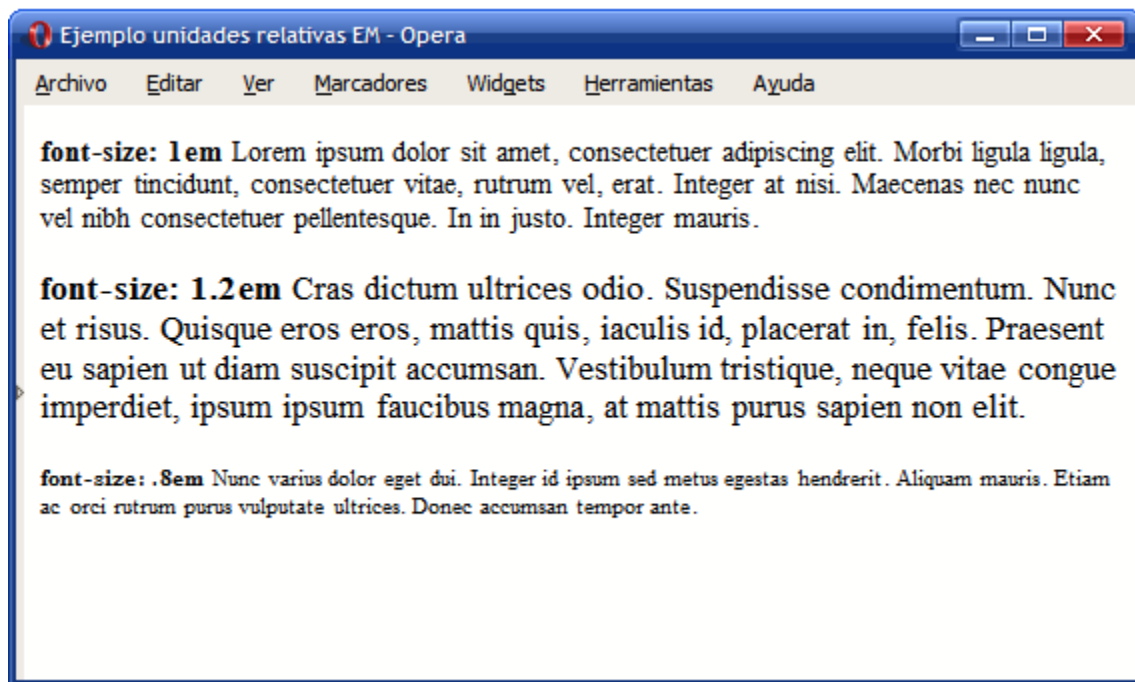 Ejemplo unidades relativas EM - Opera
Archivo Editar Ver Marcadores Widgets Herramientas Ayuda
font-size: 1em Lorem ipsum dolor sit amet, consectetuer adipiscing elit. Morbi ligula ligula,
semper tincidunt, consectetuer vitae, rutrum vel, erat. Integer at nisi. Maecenas nec nunc
vel nibh consectetuer pellentesque. In in justo. Integer mauris.
font-size: 1.2em Cras dictum ultrices odio. Suspendisse condimentum. Nunc
et risus. Quisque eros eros, mattis quis, iaculis id, placerat in, felis. Praesent
eu sapien ut diam suscipit accumsan. Vestibulum tristique, neque vitae congue
imperdiet, ipsum ipsum faucibus magna, at mattis purus sapien non elit.
font-size: .8em Nunc varius dolor eget dui. Integer id ipsum sed metus egestas hendrerit. Aliquam mauris. Etiam
ac orci rutrum purus vulputate ultrices. Donec accumsan tempor ante.